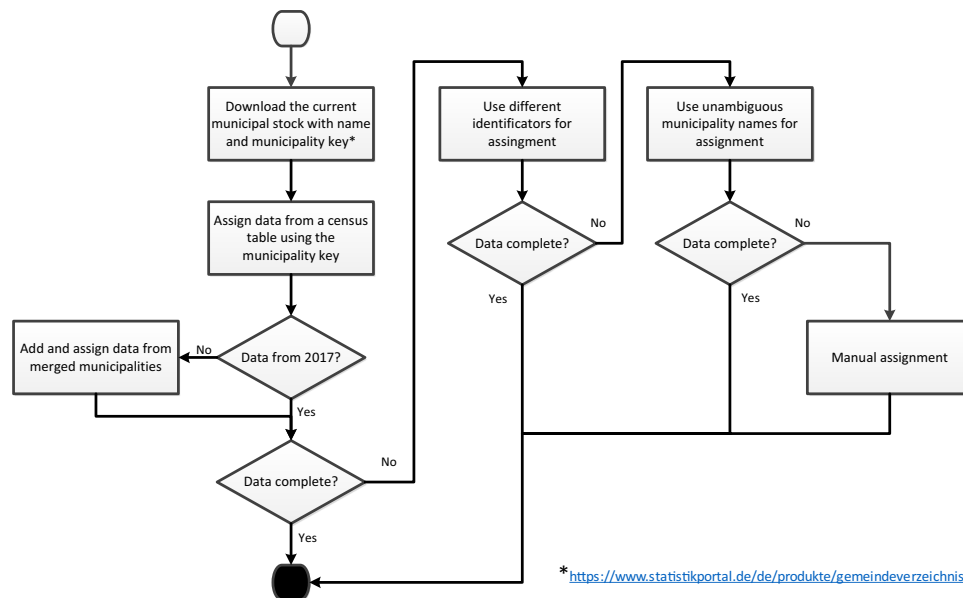 Download the current
municipal stock with name
and municipality key*
Assign data from a census
table using the
municipality key
Data from 2017?
No
Add and assign data from
merged municipalities
Yes
Data complete?
No
Yes
Use different
identificators for
assingment
Data complete?
No
Yes
Use unambiguous
municipality names for
assignment
Data complete?
No
Yes
Manual assignment
*https://www.statistikportal.de/de/produkte/gemeindeverzeichnis